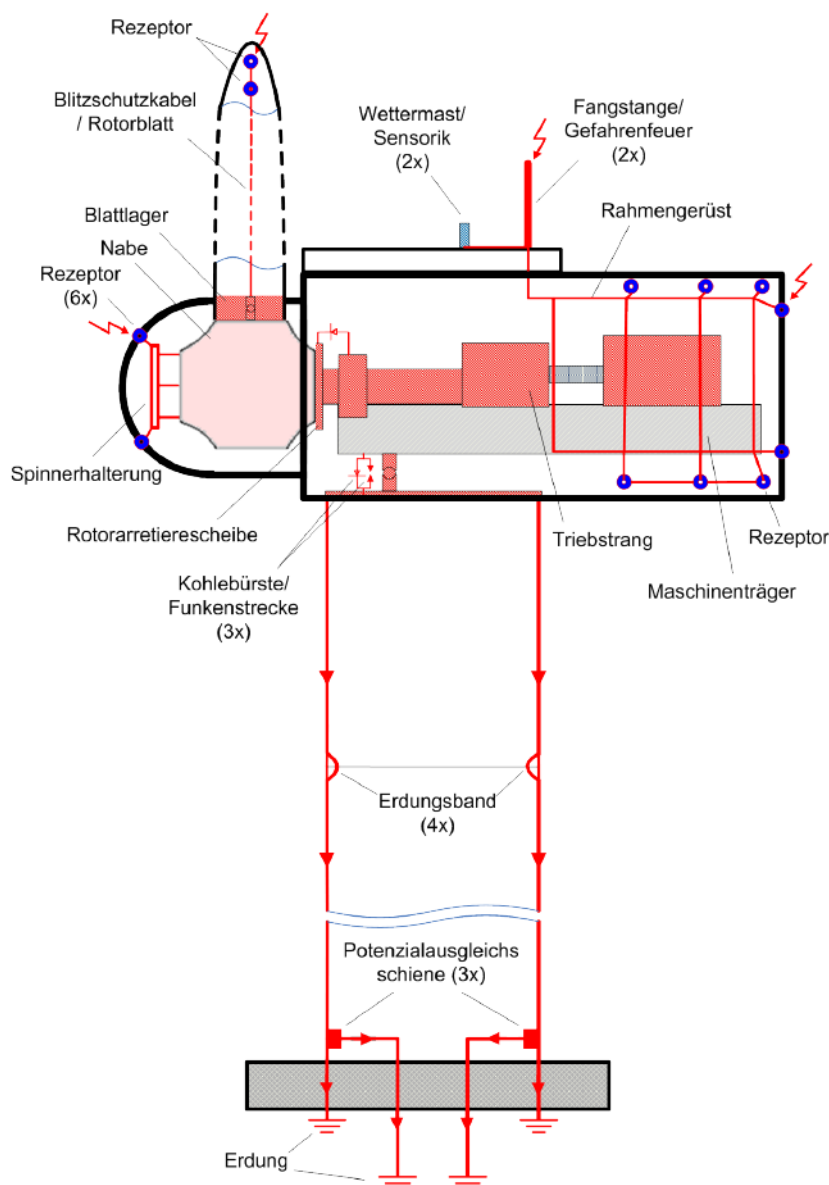 Rezeptor
Blitzschutzkabel
/ Rotorblatt
Wettermast/
Sensorik
(2x)
Fangstange/
Gefahrenfeuer
(2x)
Blattlager
Nabe
Rezeptor
(6x)
Rahmengerüst
Spinnerhalterung
Rotorarretierescheibe
Kohlebürste/
Funkenstrecke
(3x)
Triebstrang
Rezeptor
Maschinenträger
Erdungsband
(4x)
Potenzialausgleichs
schiene (3x)
Erdung